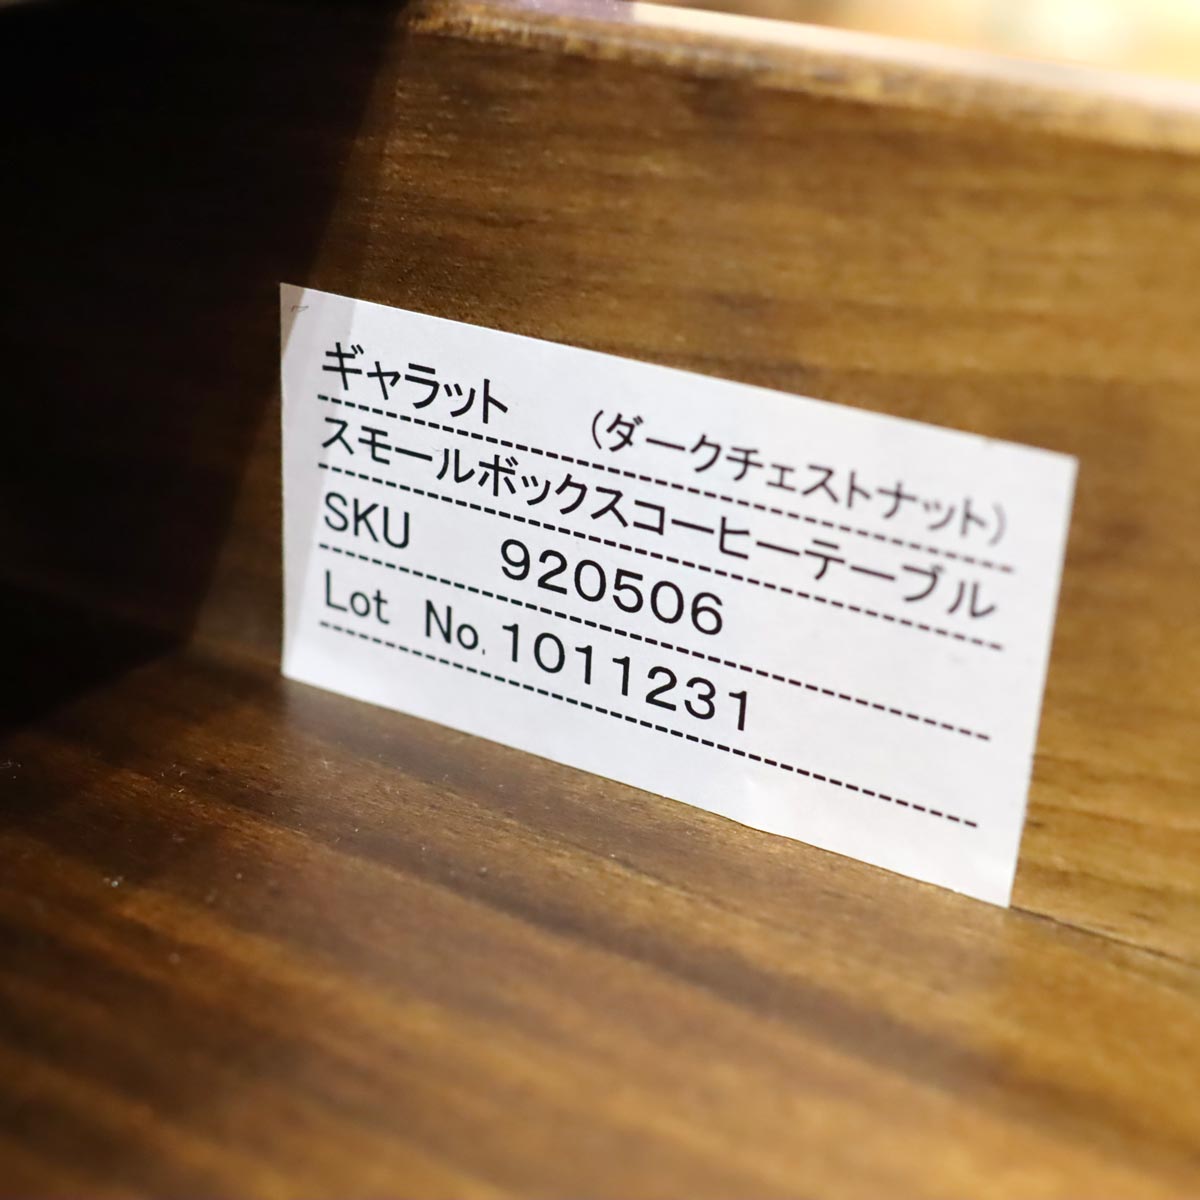 ギャラット （ダークチェストナット）
スモールボックスコーヒーテーブル
SKU 920506
Lot No. 1011231